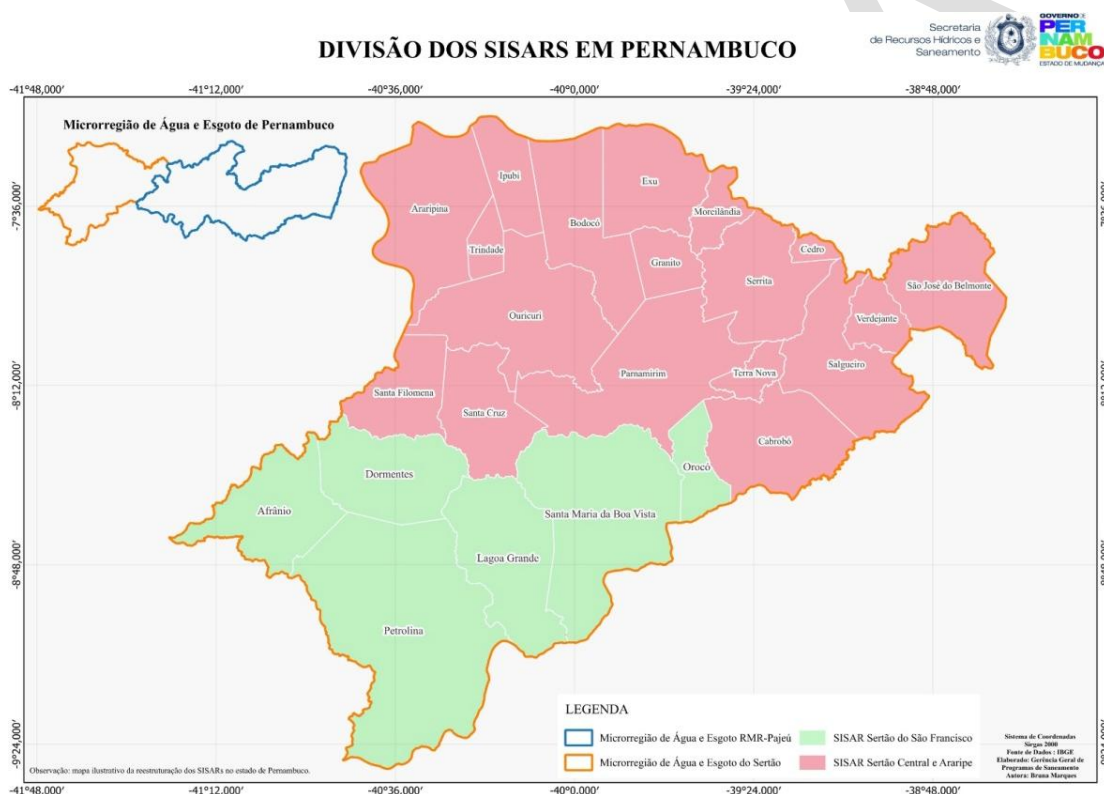 Secretaria
de Recursos Hídricos e
Saneamento
GOVERNO DE
PER
NAM
BUCO
ESTADO DE MUDANÇA
DIVISÃO DOS SISARS EM PERNAMBUCO
-41°48,000' -41°12,000' -40°36,000' -40°0,000' -39°24,000' -38°48,000'
Microrregião de Água e Esgoto de Pernambuco
-7°36,000'
-8°12,000'
-8°48,000'
-9°24,000'
Ipubi
Exu
Araripina
Morcilândia
Bodocó
Trindade
Cedro
Granito
Serrita
São José do Belmonte
Ouricuri
Verdejante
Salgueiro
Parnamirim
Terra Nova
Santa Filomena
Santa Cruz
Cabrobó
Orocó
Dormentes
Afrânio
Santa Maria da Boa Vista
Lagoa Grande
Petrolina
LEGENDA
Microrregião de Água e Esgoto RMR-Pajeú
SISAR Sertão do São Francisco
Microrregião de Água e Esgoto do Sertão
SISAR Sertão Central e Araripe
Sistema de Coordenadas
Sirgas 2000
Fonte de Dados : IBGE
Elaborado: Gerência Geral de
Programas de Saneamento
Autora: Bruna Marques
Observação: mapa ilustrativo da reestruturação dos SISARs no estado de Pernambuco.
-41°48,000' -41°12,000' -40°36,000' -40°0,000' -39°24,000' -38°48,000'